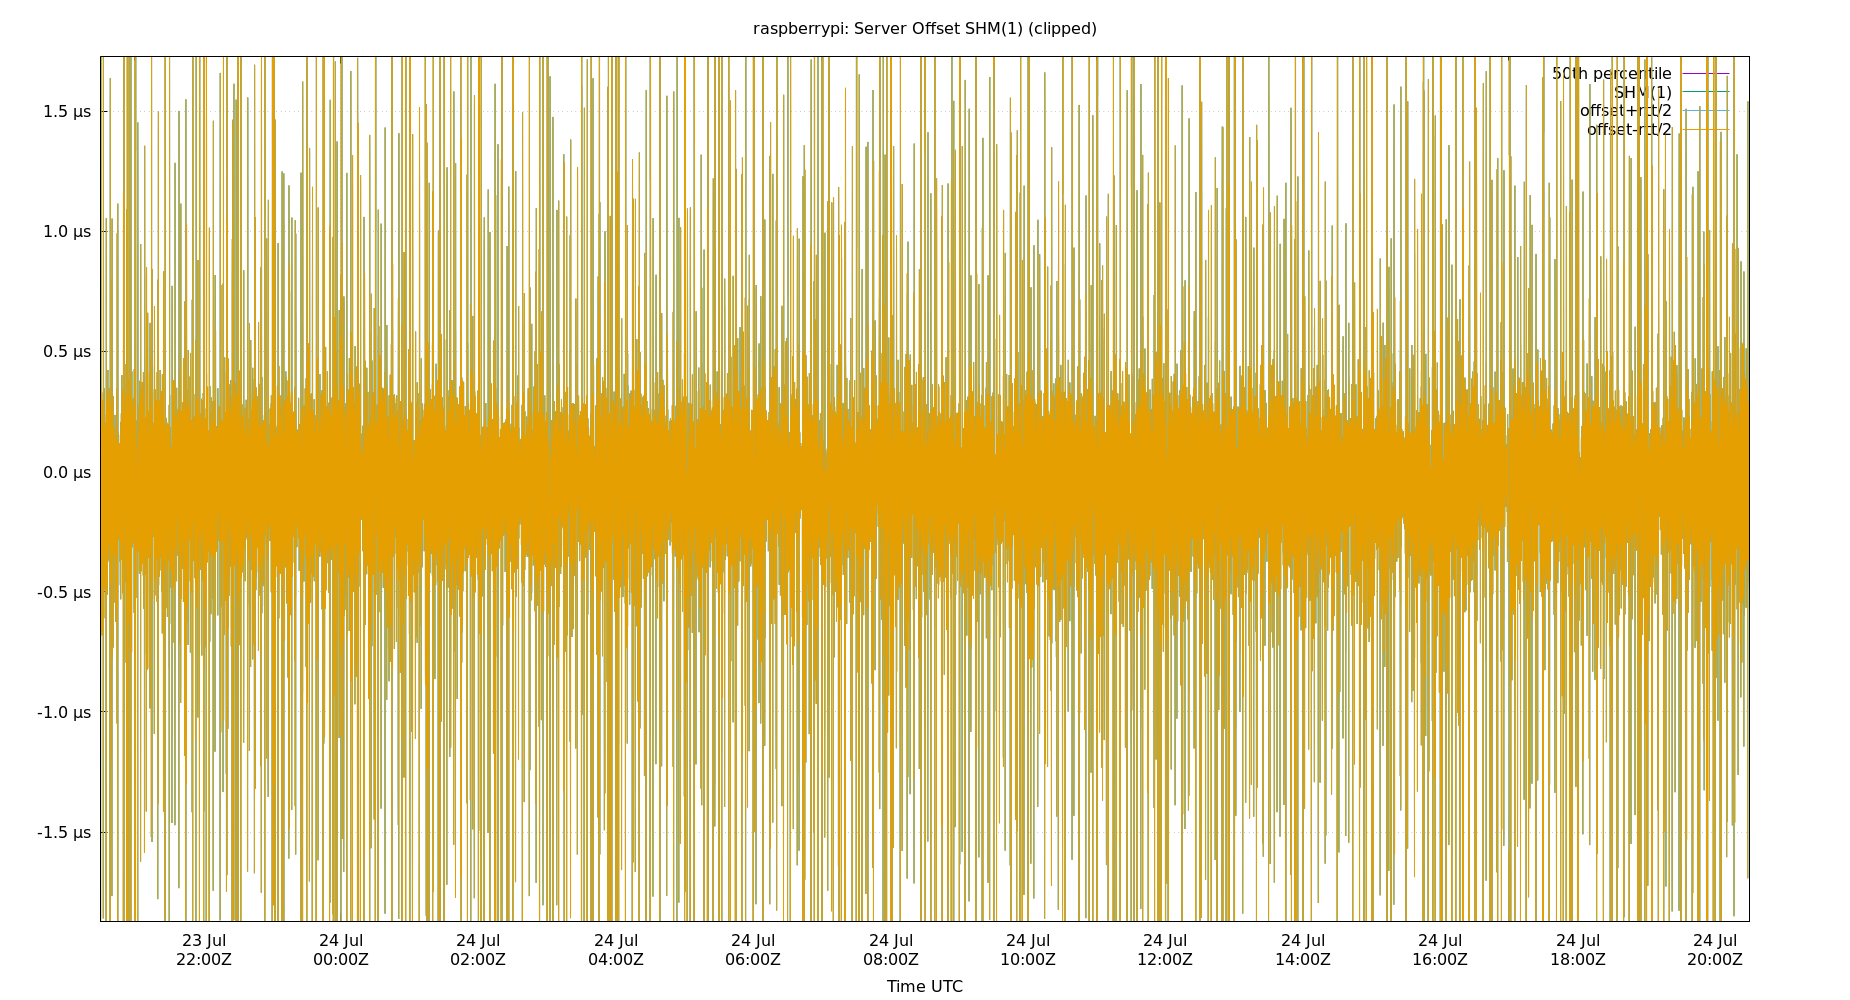 raspberrypi: Server Offset SHM(1) (clipped)
50th percentile
SHM(1)
offset+rtt/2
offset-rtt/2
1.5 µs
1.0 µs
0.5 µs
0.0 µs
-0.5 µs
-1.0 µs
-1.5 µs
23 Jul 24 Jul 24 Jul 24 Jul 24 Jul 24 Jul 24 Jul 24 Jul 24 Jul 24 Jul 24 Jul 24 Jul
22:00Z 00:00Z 02:00Z 04:00Z 06:00Z 08:00Z 10:00Z 12:00Z 14:00Z 16:00Z 18:00Z 20:00Z
Time UTC